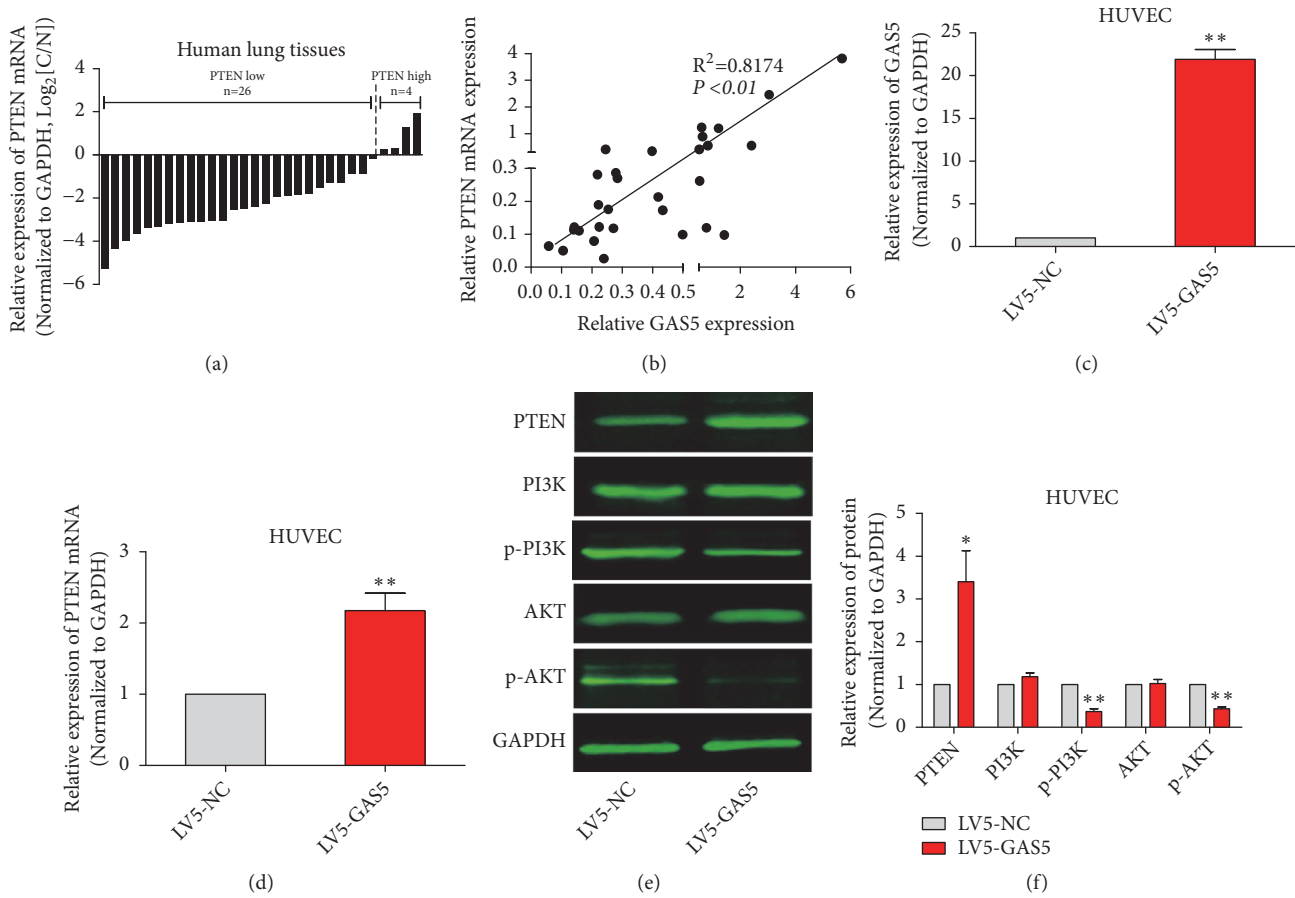 Human lung tissues
PTEN low
n=26
PTEN high
n=4
Relative expression of PTEN mRNA
(Normalized to GAPDH, Log2 [C/N]
4
2
0
−2
−4
−6
(a)
R2=0.8174
P <0.01
Relative PTEN mRNA expression
4
3
2
1
0.3
0.2
0.1
0.0
0.0 0.1 0.2 0.3 0.4 0.5 2 4 6
Relative GAS5 expression
(b)
HUVEC
Relative expression of GAS5
(Normalized to GAPDH)
25
20
15
10
5
0
**
LV5-NC
LV5-GAS5
(c)
HUVEC
Relative expression of PTEN mRNA
(Normalized to GAPDH)
3
2
1
0
**
LV5-NC
LV5-GAS5
(d)
PTEN
PI3K
p-PI3K
AKT
p-AKT
GAPDH
LV5-NC
LV5-GAS5
(e)
HUVEC
Relative expression of protein
(Normalized to GAPDH)
5
4
3
2
1
0
*
**
**
PTEN
PI3K
p-PI3K
AKT
p-AKT
LV5-NC
LV5-GAS5
(f)